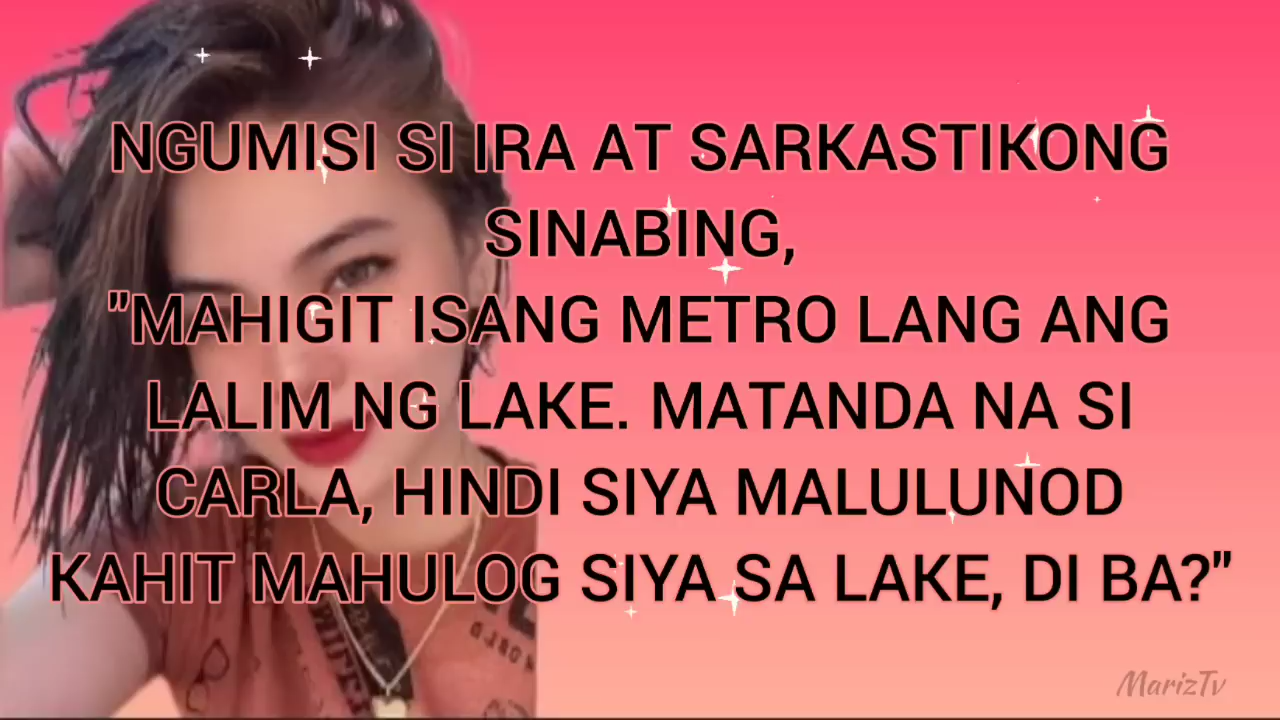 NGUMISI SI IRA AT SARKASTIKONG
SINABING,
"MAHIGIT ISANG METRO LANG ANG
LALIM NG LAKE. MATANDA NA SI
CARLA, HINDI SIYA MALULUNOD
KAHIT MAHULOG SIYA SA LAKE, DI BA?"
MarizTv